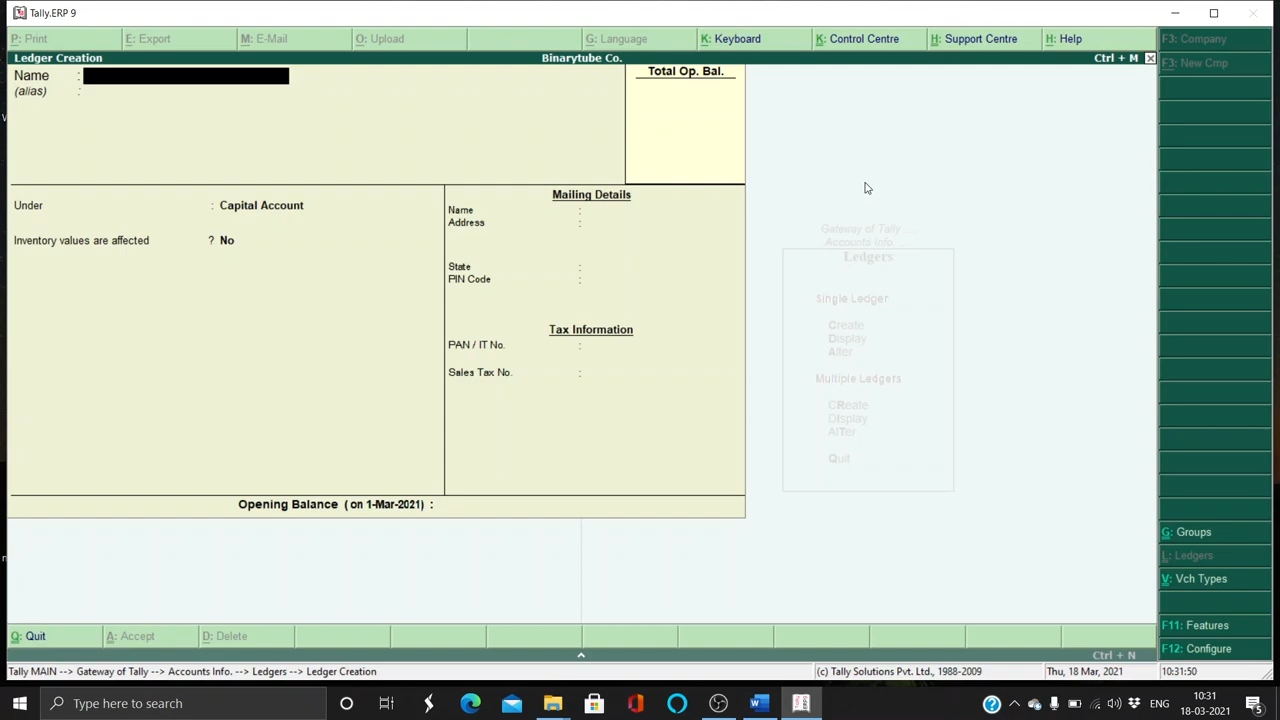 Tally.ERP 9
P: Print E: Export M: E-Mail O: Upload G: Language K: Keyboard K: Control Centre H: Support Centre H: Help F3: Company
Ledger Creation Binarytube Co. Ctrl + M F3: New Cmp
Name : Total Op. Bal.
(alias) :
Under : Capital Account Mailing Details
Name :
Address :
Inventory values are affected ? No
Gateway of Tally ....
Accounts Info. ....
Ledgers
State :
PIN Code :
Single Ledger
Create
Tax Information
Display
PAN / IT No. :
Alter
Sales Tax No. :
Multiple Ledgers
CReate
DIsplay
AlTer
Quit
Opening Balance ( on 1-Mar-2021) :
G: Groups
L: Ledgers
V: Vch Types
F11: Features
Q: Quit A: Accept D: Delete
F12: Configure
Ctrl + N
Tally MAIN --> Gateway of Tally --> Accounts Info. --> Ledgers --> Ledger Creation (c) Tally Solutions Pvt. Ltd., 1988-2009 Thu, 18 Mar, 2021 10:31:50
Type here to search ENG 10:31
18-03-2021